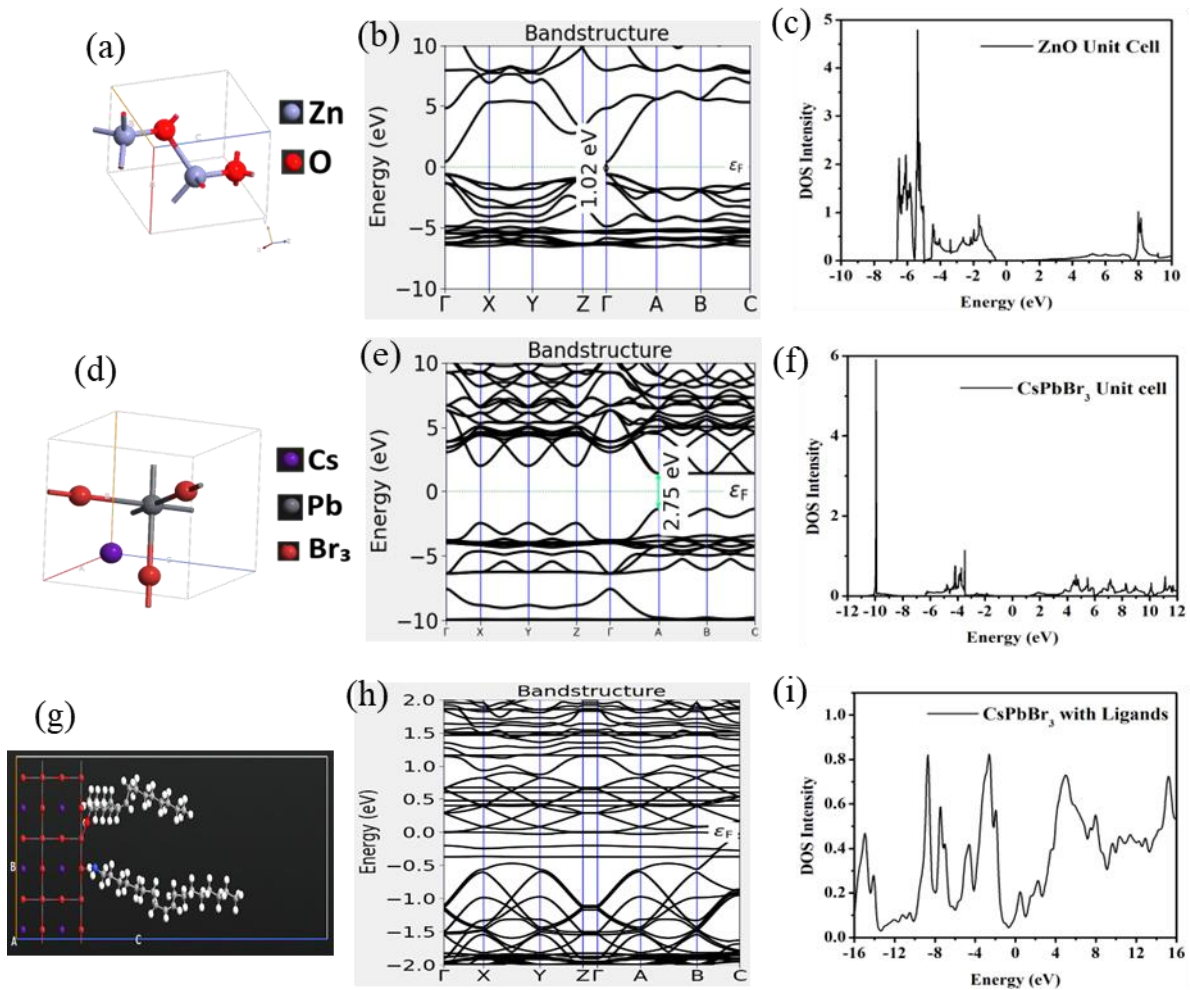 (a)
Zn
O
(b)
Bandstructure
Energy (eV)
10
5
0
−5
−10
1.02 eV
εF
Γ X Y Z Γ A B C
(c)
ZnO Unit Cell
DOS Intensity
5
4
3
2
1
0
-10 -8 -6 -4 -2 0 2 4 6 8 10
Energy (eV)
(d)
Cs
Pb
Br₃
(e)
Bandstructure
Energy (eV)
10
5
0
−5
−10
2.75 eV
εF
Γ X Y Z Γ A B C
(f)
CsPbBr₃ Unit cell
DOS Intensity
6
4
2
0
-12 -10 -8 -6 -4 -2 0 2 4 6 8 10 12
Energy (eV)
(g)
B
A
C
(h)
Bandstructure
Energy (eV)
2.0
1.5
1.0
0.5
0.0
−0.5
−1.0
−1.5
−2.0
εF
Γ X Y Z Γ A B C
(i)
CsPbBr₃ with Ligands
DOS Intensity
1.0
0.8
0.6
0.4
0.2
0.0
-16 -12 -8 -4 0 4 8 12 16
Energy (eV)